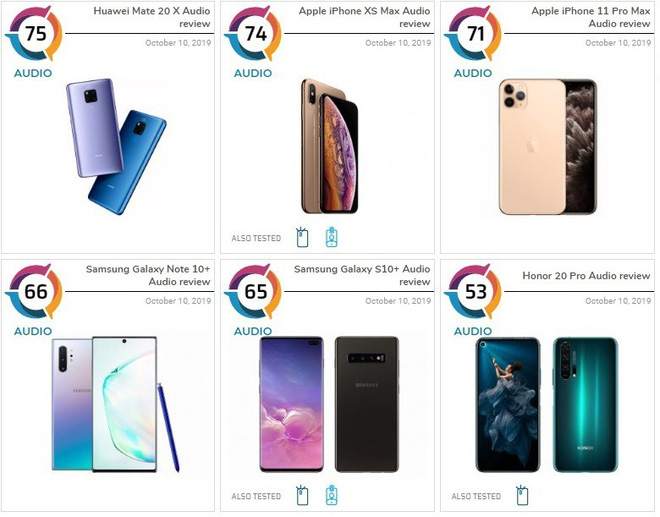 75
Huawei Mate 20 X Audio
review
October 10, 2019
AUDIO
74
Apple iPhone XS Max Audio
review
October 10, 2019
AUDIO
ALSO TESTED
71
Apple iPhone 11 Pro Max
Audio review
October 10, 2019
AUDIO
66
Samsung Galaxy Note 10+
Audio review
October 10, 2019
AUDIO
65
Samsung Galaxy S10+ Audio
review
October 10, 2019
AUDIO
SAMSUNG
ALSO TESTED
53
Honor 20 Pro Audio review
October 10, 2019
AUDIO
HONOR
ALSO TESTED